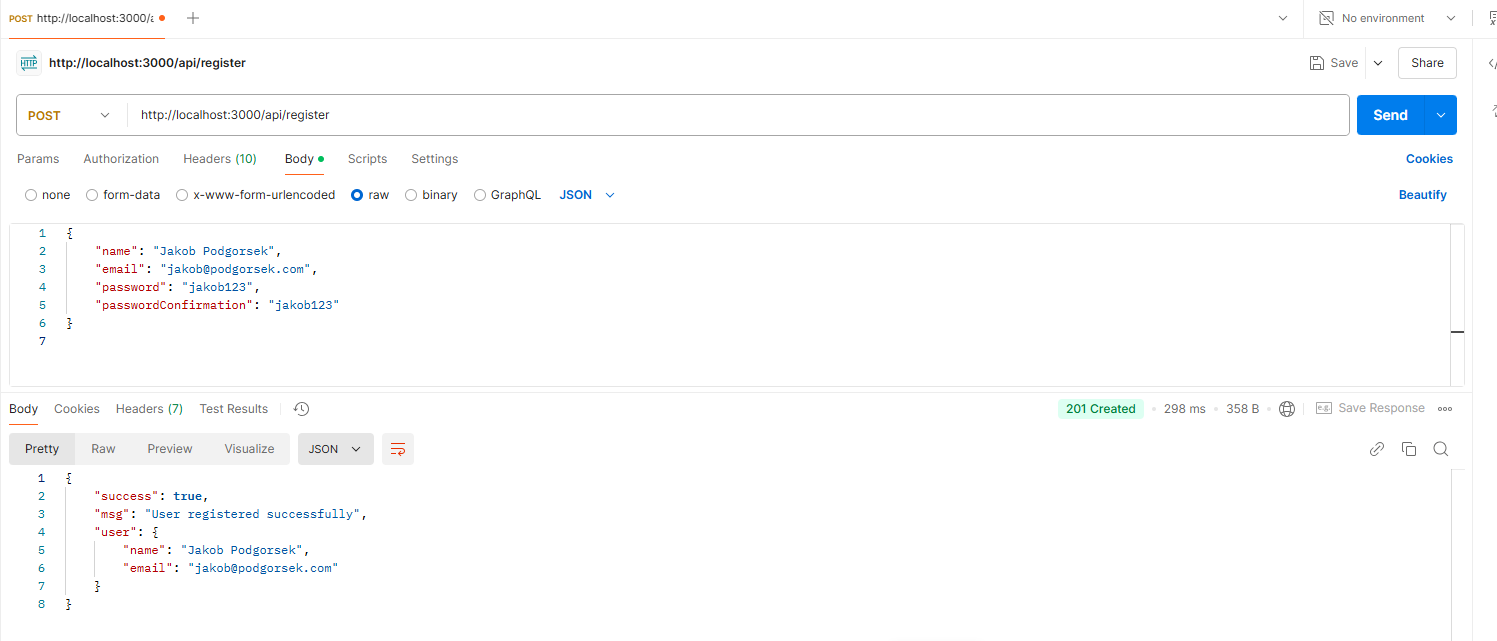 POST http://localhost:3000/a
No environment
HTTP http://localhost:3000/api/register
Save
Share
POST http://localhost:3000/api/register
Send
Params Authorization Headers (10) Body Scripts Settings
Cookies
none form-data x-www-form-urlencoded raw binary GraphQL JSON
Beautify
1 {
2 "name": "Jakob Podgorsek",
3 "email": "jakob@podgorsek.com",
4 "password": "jakob123",
5 "passwordConfirmation": "jakob123"
6 }
7
Body Cookies Headers (7) Test Results
201 Created 298 ms 358 B e.g. Save Response
Pretty Raw Preview Visualize JSON
1 {
2 "success": true,
3 "msg": "User registered successfully",
4 "user": {
5 "name": "Jakob Podgorsek",
6 "email": "jakob@podgorsek.com"
7 }
8 }